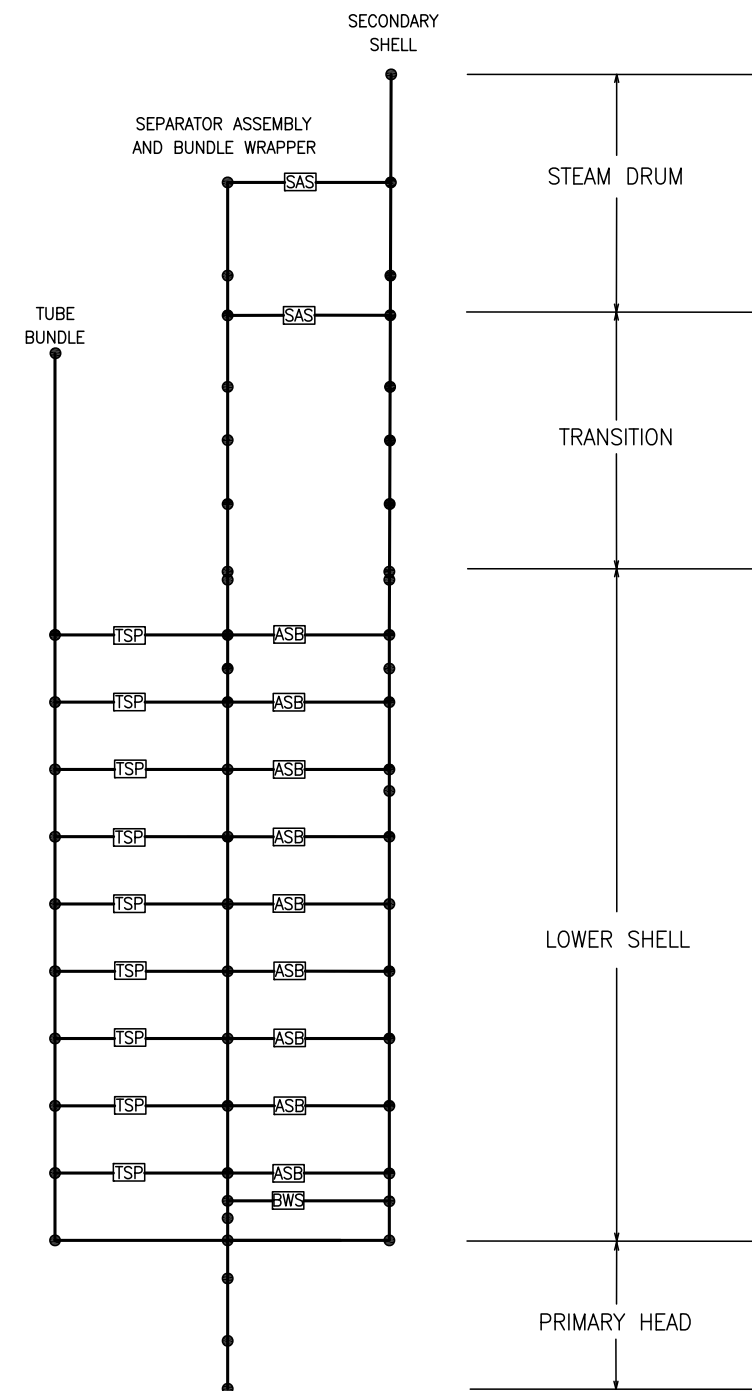 SECONDARY
SHELL
SEPARATOR ASSEMBLY
AND BUNDLE WRAPPER
SAS
STEAM DRUM
SAS
TUBE
BUNDLE
TRANSITION
TSP ASB
TSP ASB
TSP ASB
TSP ASB
TSP ASB
TSP ASB
TSP ASB
TSP ASB
TSP ASB
BWS
LOWER SHELL
PRIMARY HEAD